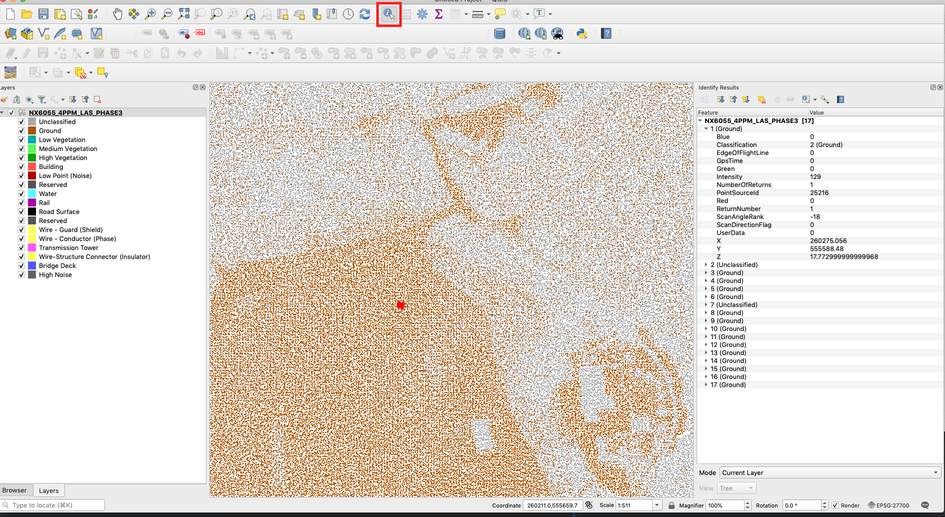 Layers
NX6055_4PPM_LAS_PHASE3
Unclassified
Ground
Low Vegetation
Medium Vegetation
High Vegetation
Building
Low Point (Noise)
Reserved
Water
Rail
Road Surface
Reserved
Wire - Guard (Shield)
Wire - Conductor (Phase)
Transmission Tower
Wire-Structure Connector (Insulator)
Bridge Deck
High Noise
Browser
Layers
Type to locate (⌘K)
Identify Results
Feature Value
NX6055_4PPM_LAS_PHASE3 [17]
1 (Ground)
Blue 0
Classification 2 (Ground)
EdgeOfFlightLine 0
GpsTime 0
Green 0
Intensity 129
NumberOfReturns 1
PointSourceId 25216
Red 0
ReturnNumber 1
ScanAngleRank -18
ScanDirectionFlag 0
UserData 0
X 260275.056
Y 555588.48
Z 17.772999999999968
2 (Unclassified)
3 (Ground)
4 (Ground)
5 (Ground)
6 (Ground)
7 (Unclassified)
8 (Ground)
9 (Ground)
10 (Ground)
11 (Ground)
12 (Ground)
13 (Ground)
14 (Ground)
15 (Ground)
16 (Ground)
17 (Ground)
Mode Current Layer
View Tree
Coordinate 260211.0,555659.7 Scale 1:511 Magnifier 100% Rotation 0.0 ° Render EPSG:27700